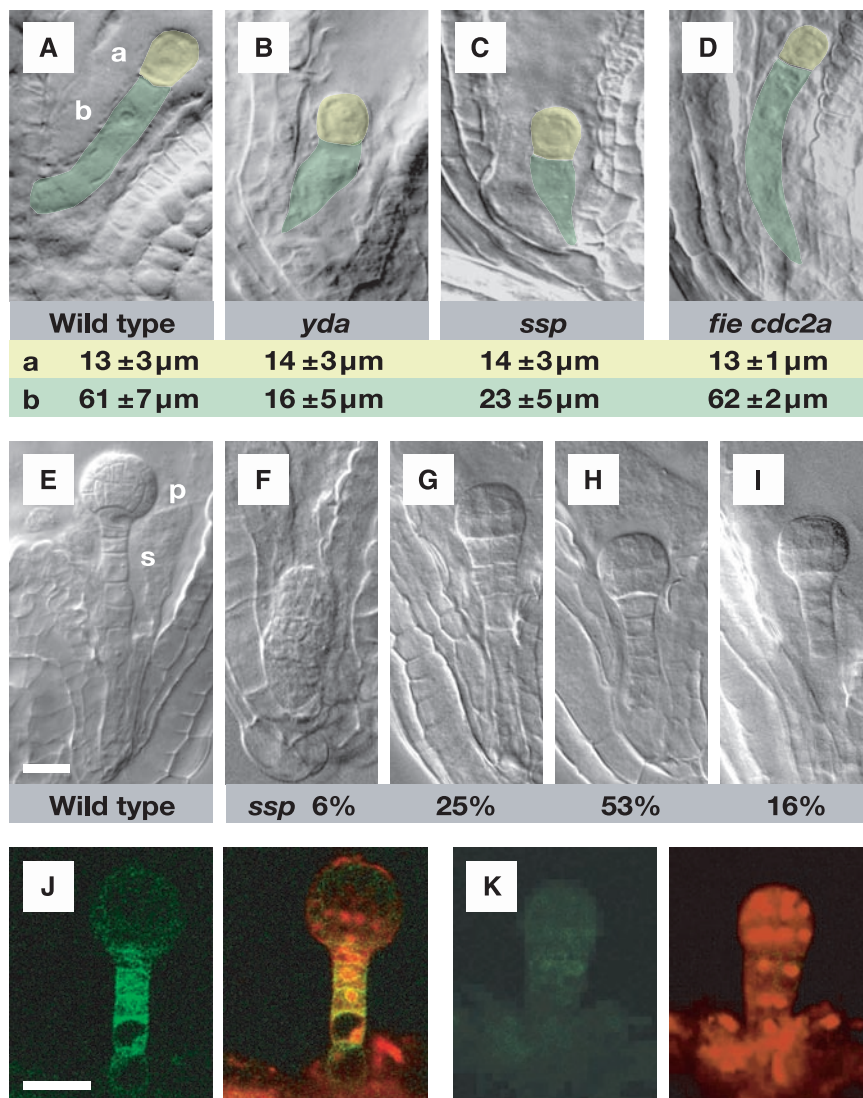 A B C D
a
b
Wild type yda ssp fie cdc2a
a 13 ±3μm 14 ±3μm 14 ±3μm 13 ±1μm
b 61 ±7μm 16 ±5μm 23 ±5μm 62 ±2μm
E F G H I
p
s
Wild type ssp 6% 25% 53% 16%
J K